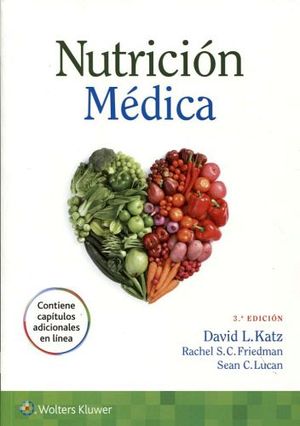 Nutrición
Médica
Contiene
capítulos
adicionales
en línea
3.ª EDICIÓN
David L. Katz
Rachel S. C. Friedman
Sean C. Lucan
Wolters Kluwer